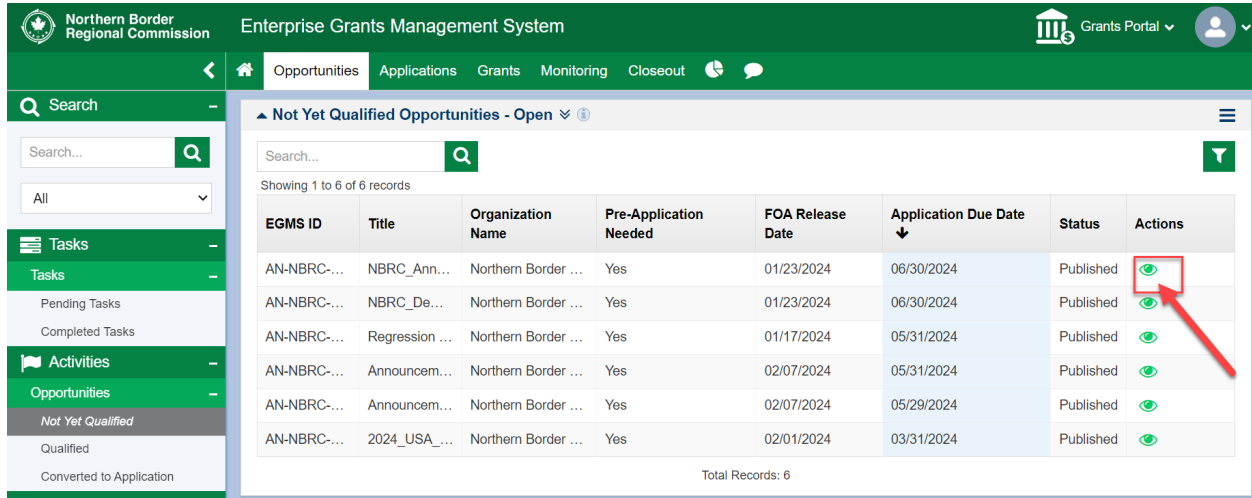 Northern Border
Regional Commission
Enterprise Grants Management System
Grants Portal
Opportunities Applications Grants Monitoring Closeout
Search
Search...
All
Tasks
Tasks
Pending Tasks
Completed Tasks
Activities
Opportunities
Not Yet Qualified
Qualified
Converted to Application
Not Yet Qualified Opportunities - Open
Search...
Showing 1 to 6 of 6 records
EGMS ID Title Organization Name Pre-Application Needed FOA Release Date Application Due Date Status Actions
AN-NBRC-... NBRC_Ann... Northern Border ... Yes 01/23/2024 06/30/2024 Published
AN-NBRC-... NBRC_De... Northern Border ... Yes 01/23/2024 06/30/2024 Published
AN-NBRC-... Regression ... Northern Border ... Yes 01/17/2024 05/31/2024 Published
AN-NBRC-... Announcem... Northern Border ... Yes 02/07/2024 05/31/2024 Published
AN-NBRC-... Announcem... Northern Border ... Yes 02/07/2024 05/29/2024 Published
AN-NBRC-... 2024_USA_... Northern Border ... Yes 02/01/2024 03/31/2024 Published
Total Records: 6